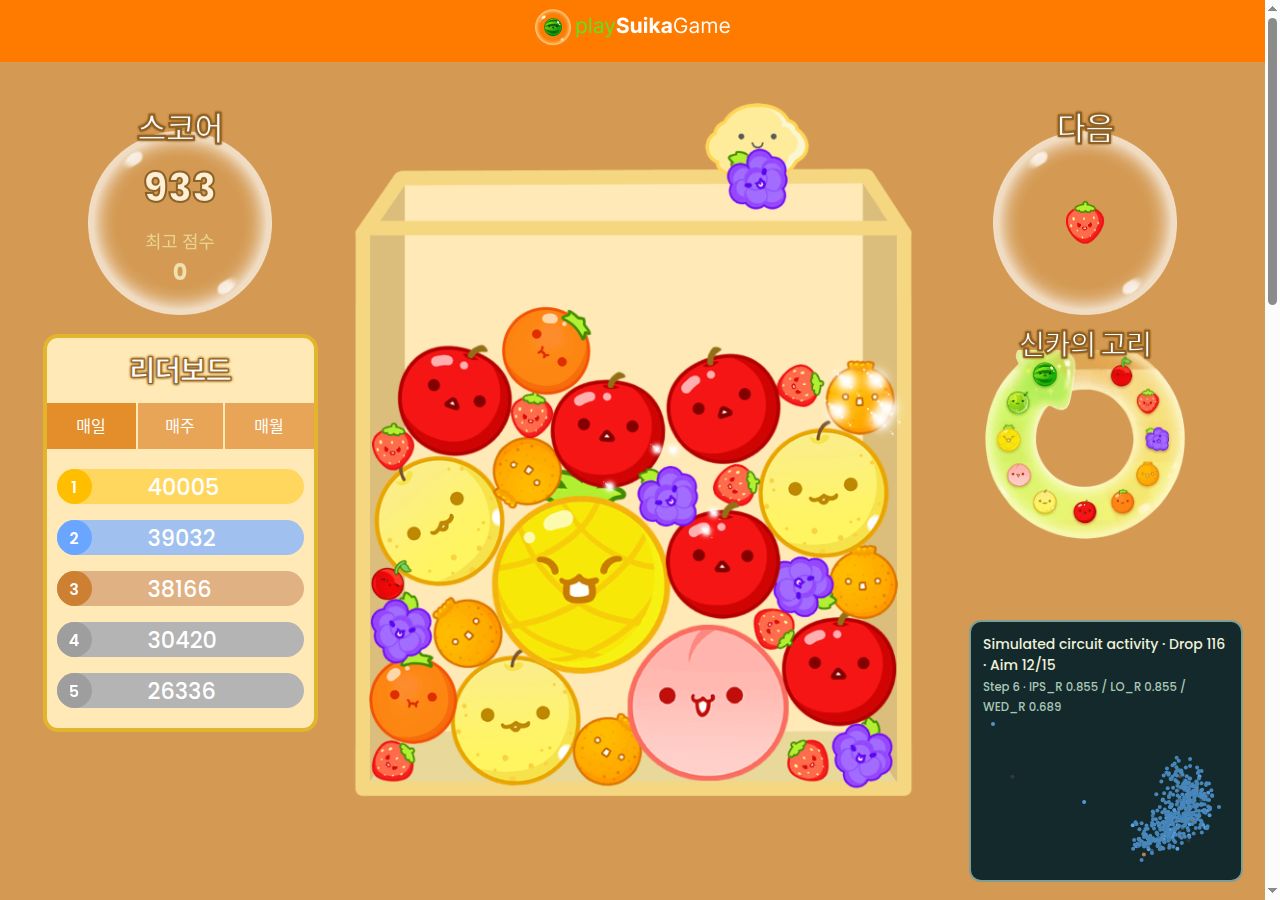 playSuikaGame
스코어
933
최고 점수
0
다음
신카의 고리
리더보드
매일
매주
매월
1 40005
2 39032
3 38166
4 30420
5 26336
Simulated circuit activity · Drop 116
· Aim 12/15
Step 6 · IPS_R 0.855 / LO_R 0.855 /
WED_R 0.689